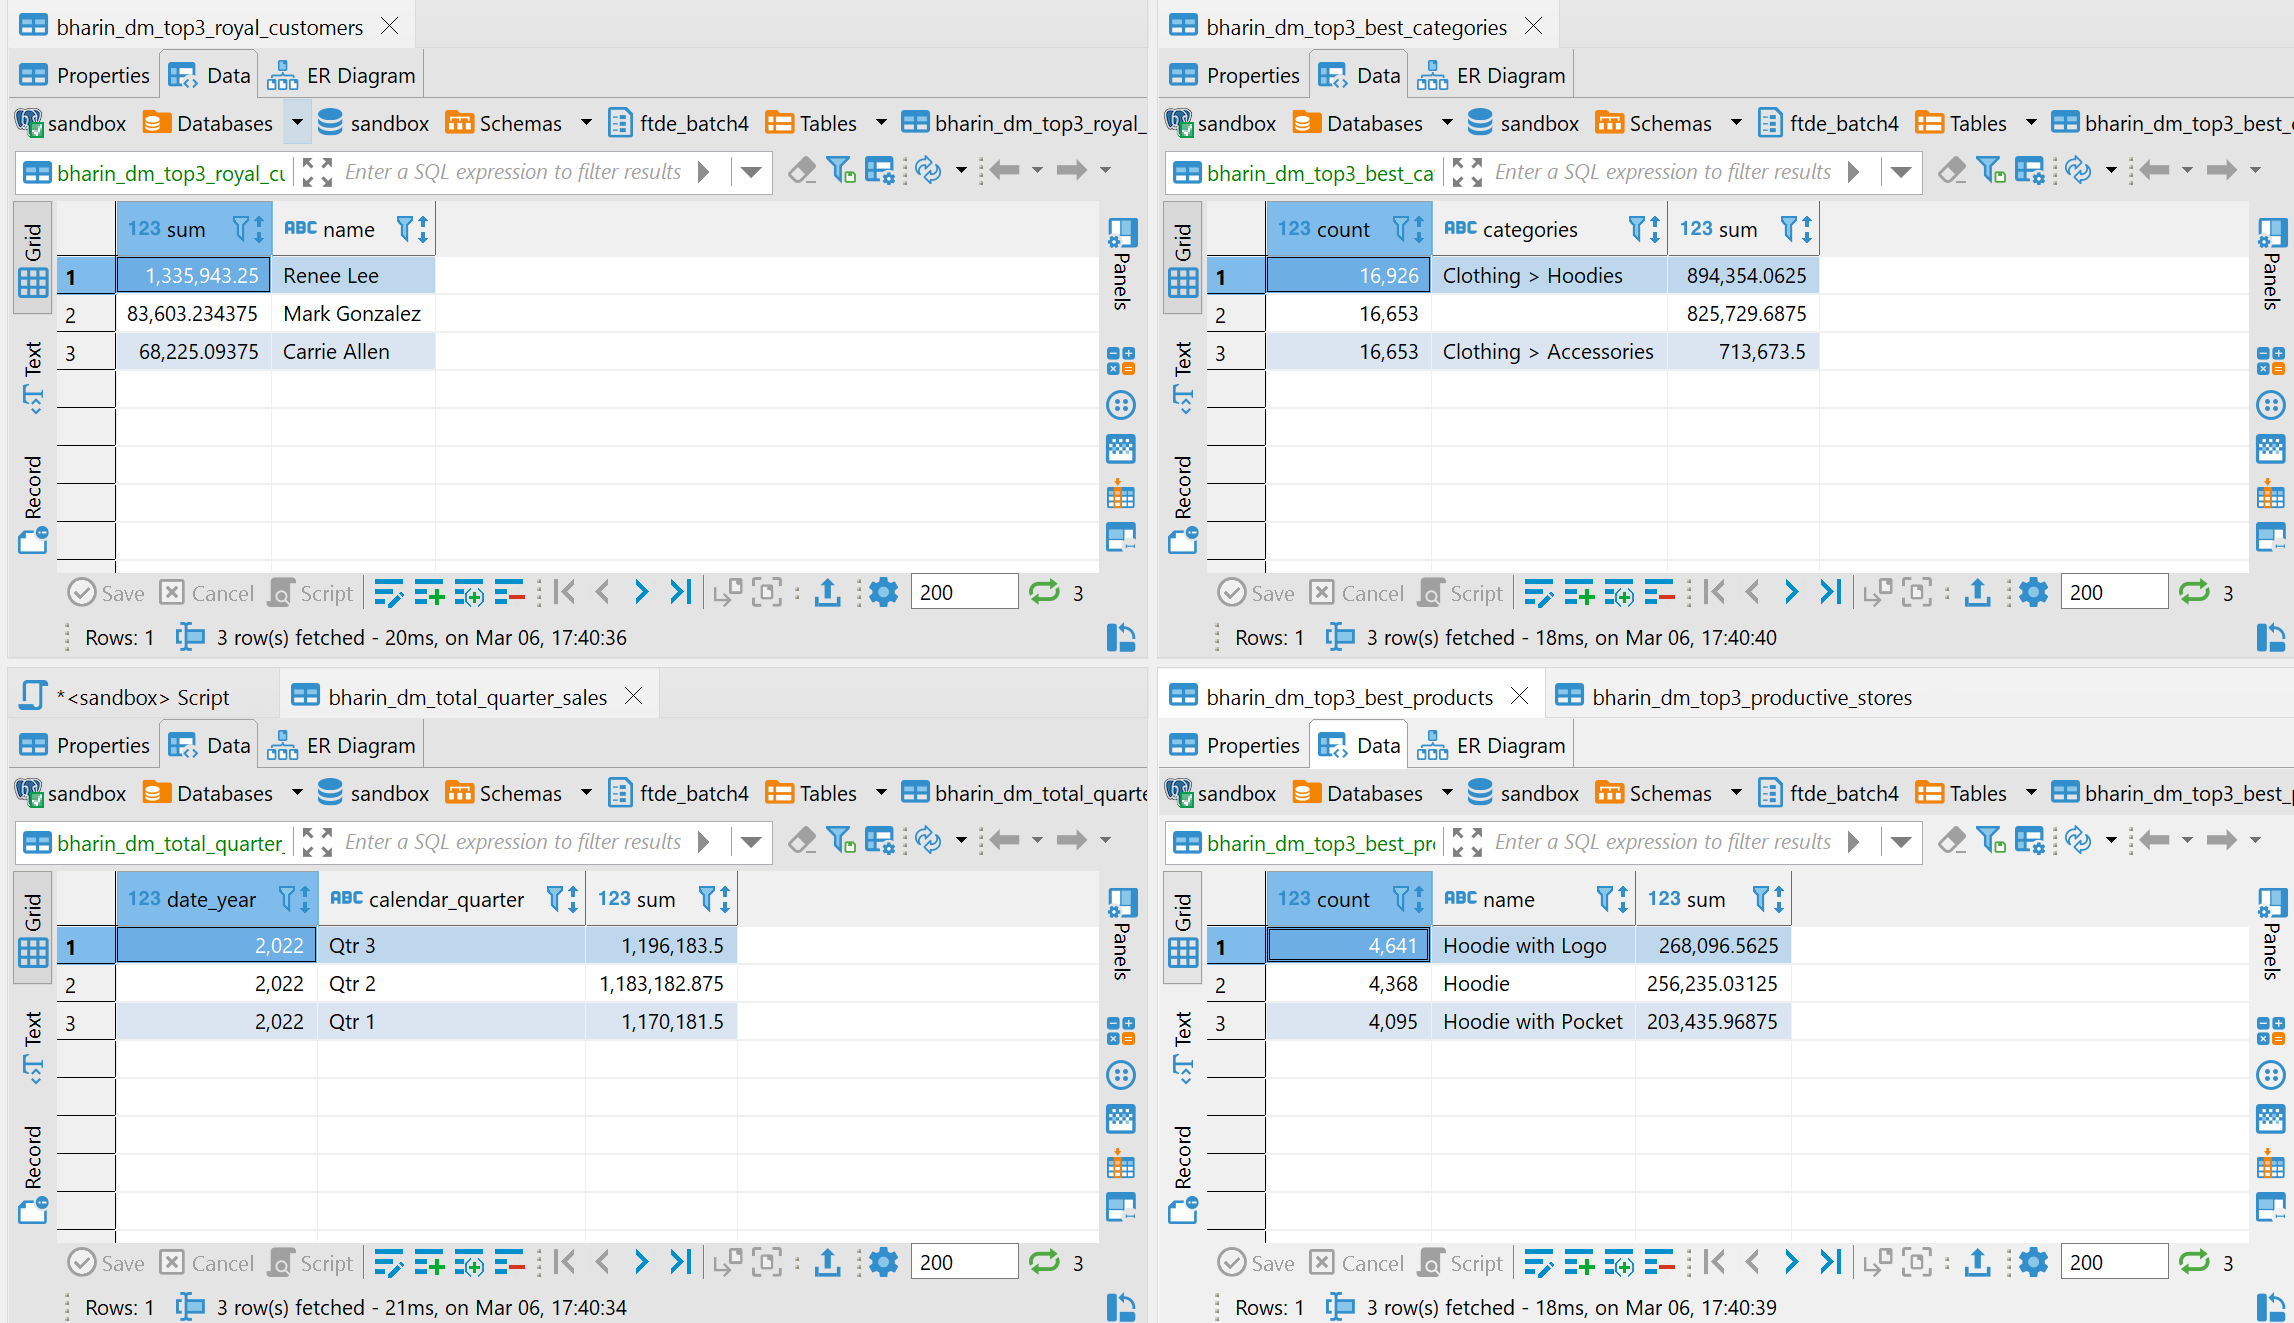 bharin_dm_top3_royal_customers
Properties Data ER Diagram
sandbox Databases sandbox Schemas ftde_batch4 Tables bharin_dm_top3_royal_
bharin_dm_top3_royal_cu Enter a SQL expression to filter results
123 sum ABC name
1 1,335,943.25 Renee Lee
2 83,603.234375 Mark Gonzalez
3 68,225.09375 Carrie Allen
Grid
Text
Record
Panels
Save Cancel Script 200 3
Rows: 1 3 row(s) fetched - 20ms, on Mar 06, 17:40:36
bharin_dm_top3_best_categories
Properties Data ER Diagram
sandbox Databases sandbox Schemas ftde_batch4 Tables bharin_dm_top3_best_
bharin_dm_top3_best_ca Enter a SQL expression to filter results
123 count ABC categories 123 sum
1 16,926 Clothing > Hoodies 894,354.0625
2 16,653 825,729.6875
3 16,653 Clothing > Accessories 713,673.5
Grid
Text
Record
Panels
Save Cancel Script 200 3
Rows: 1 3 row(s) fetched - 18ms, on Mar 06, 17:40:40
*<sandbox> Script bharin_dm_total_quarter_sales
Properties Data ER Diagram
sandbox Databases sandbox Schemas ftde_batch4 Tables bharin_dm_total_quarte
bharin_dm_total_quarter_ Enter a SQL expression to filter results
123 date_year ABC calendar_quarter 123 sum
1 2,022 Qtr 3 1,196,183.5
2 2,022 Qtr 2 1,183,182.875
3 2,022 Qtr 1 1,170,181.5
Grid
Text
Record
Panels
Save Cancel Script 200 3
Rows: 1 3 row(s) fetched - 21ms, on Mar 06, 17:40:34
bharin_dm_top3_best_products bharin_dm_top3_productive_stores
Properties Data ER Diagram
sandbox Databases sandbox Schemas ftde_batch4 Tables bharin_dm_top3_best_
bharin_dm_top3_best_pr Enter a SQL expression to filter results
123 count ABC name 123 sum
1 4,641 Hoodie with Logo 268,096.5625
2 4,368 Hoodie 256,235.03125
3 4,095 Hoodie with Pocket 203,435.96875
Grid
Text
Record
Panels
Save Cancel Script 200 3
Rows: 1 3 row(s) fetched - 18ms, on Mar 06, 17:40:39